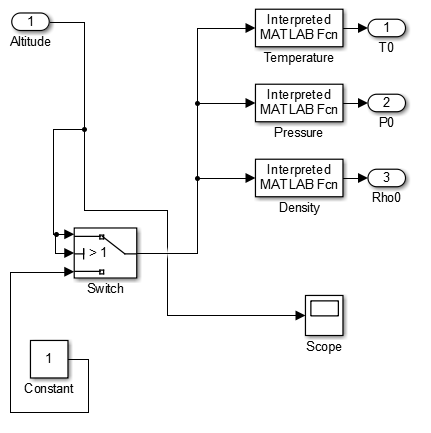 1
Altitude
Interpreted
MATLAB Fcn
Temperature
1
T0
Interpreted
MATLAB Fcn
Pressure
2
P0
Interpreted
MATLAB Fcn
Density
3
Rho0
> 1
Switch
Scope
1
Constant